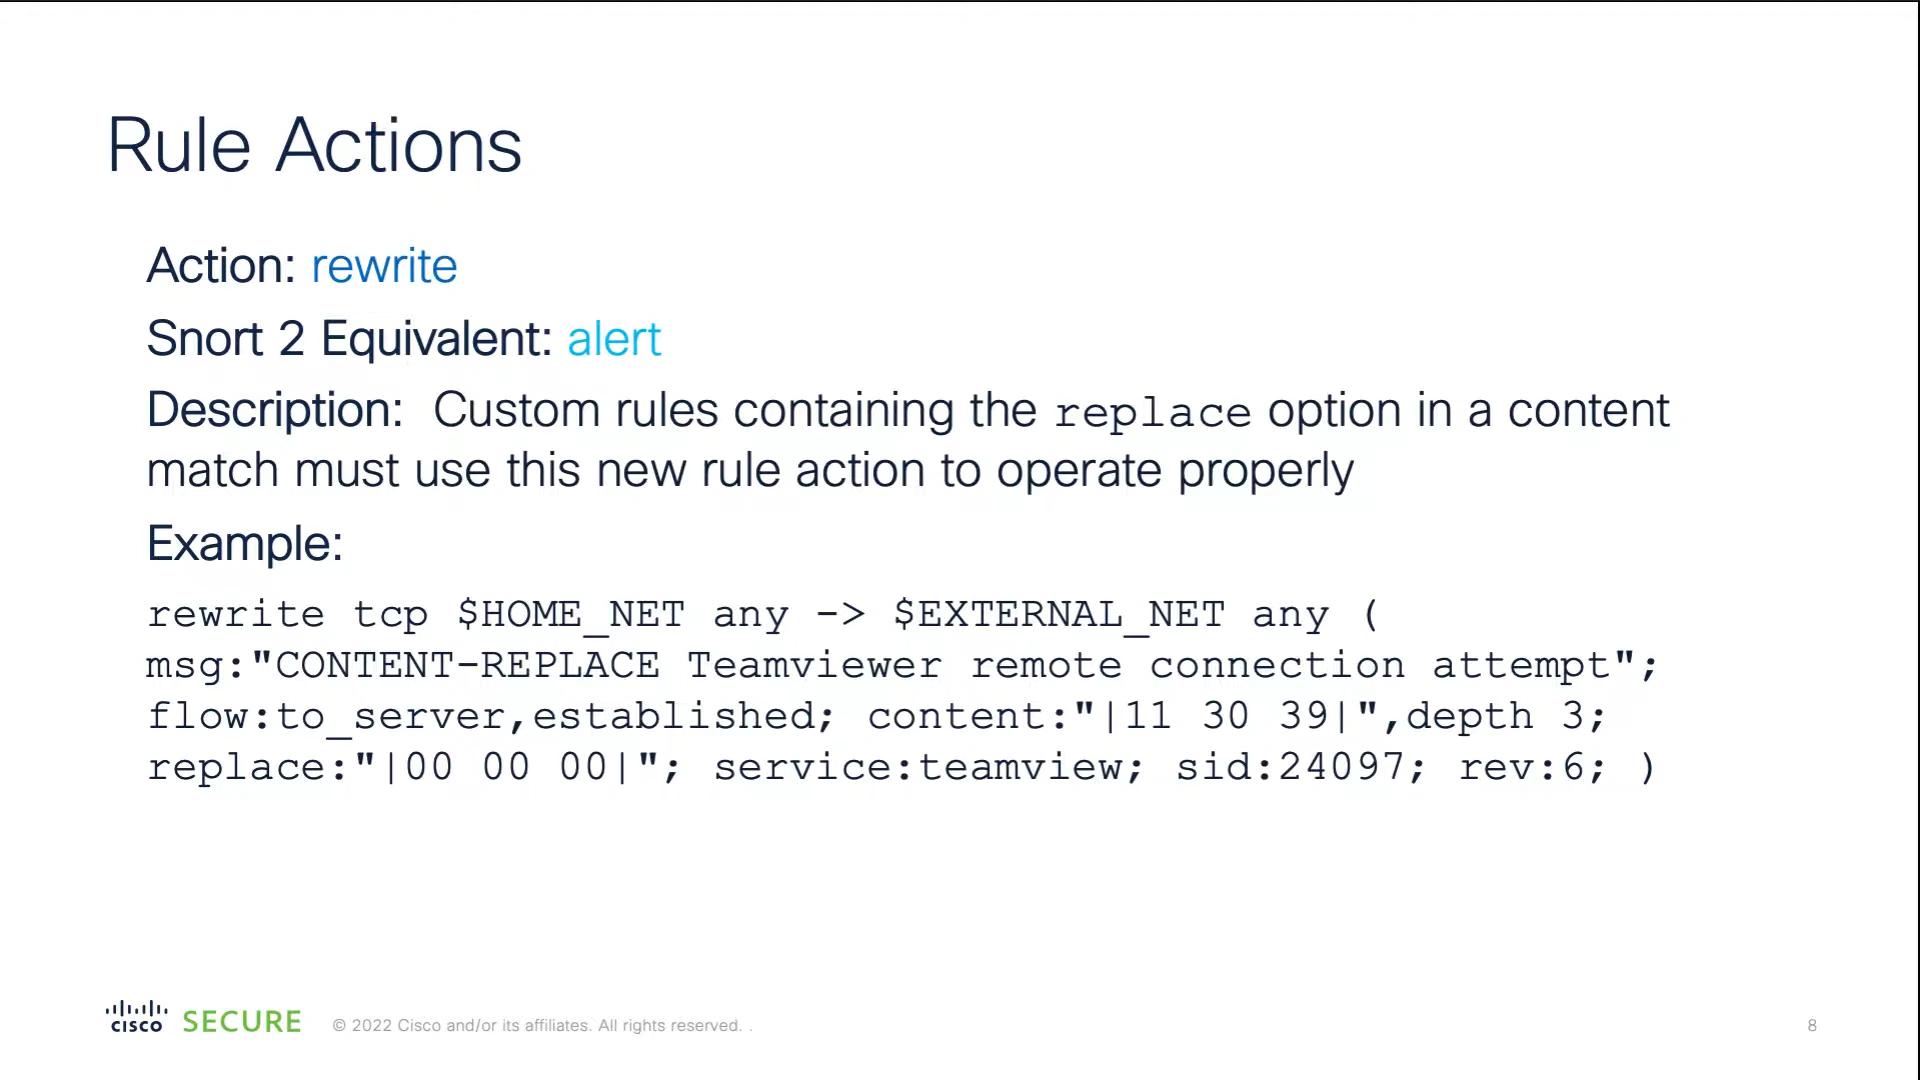 Rule Actions
Action: rewrite
Snort 2 Equivalent: alert
Description:  Custom rules containing the replace option in a content
match must use this new rule action to operate properly
Example:
rewrite tcp $HOME_NET any -> $EXTERNAL_NET any (
msg:"CONTENT-REPLACE Teamviewer remote connection attempt";
flow:to_server,established; content:"|11 30 39|",depth 3;
replace:"|00 00 00|"; service:teamview; sid:24097; rev:6; )
cisco SECURE © 2022 Cisco and/or its affiliates. All rights reserved. . 8